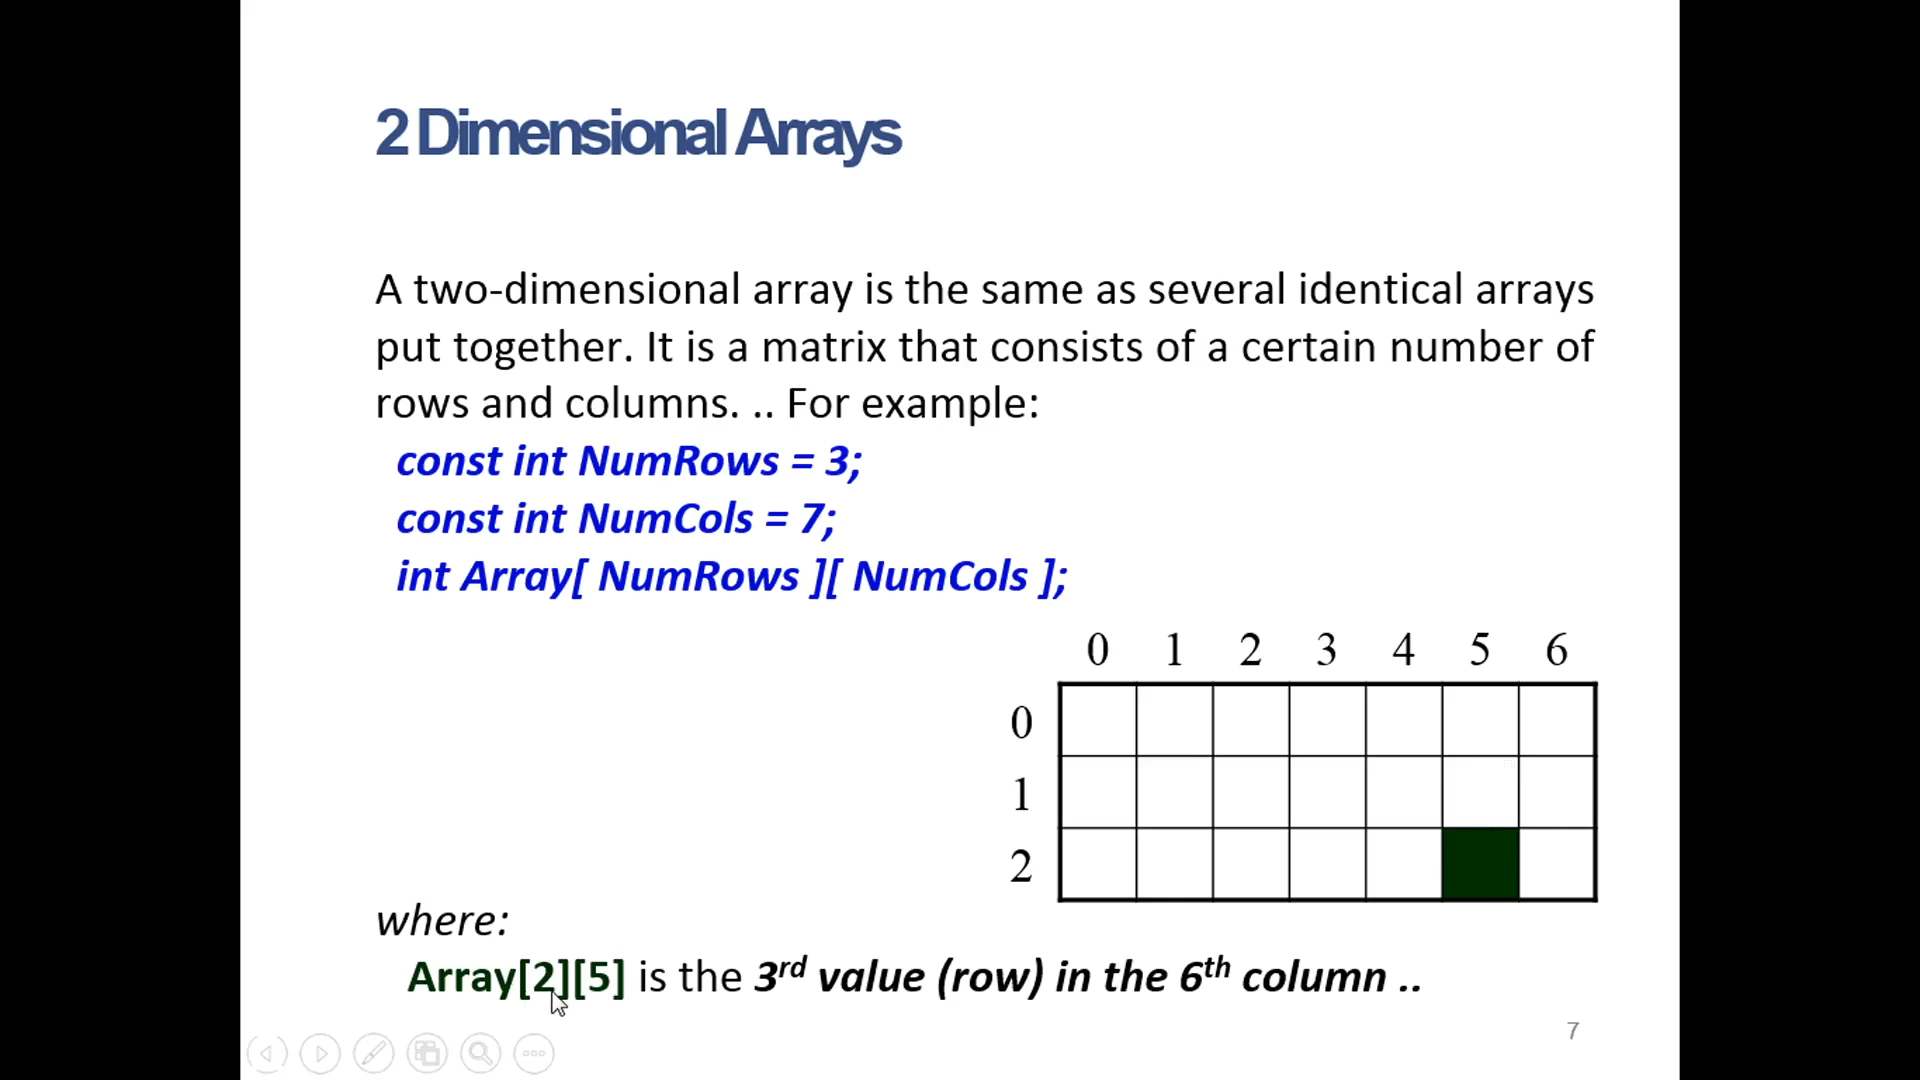 2 Dimensional Arrays
A two-dimensional array is the same as several identical arrays
put together. It is a matrix that consists of a certain number of
rows and columns. .. For example:
const int NumRows = 3;
const int NumCols = 7;
int Array[ NumRows ][ NumCols ];
0 1 2 3 4 5 6
0
1
2
where:
Array[2][5] is the 3rd value (row) in the 6th column ..
7